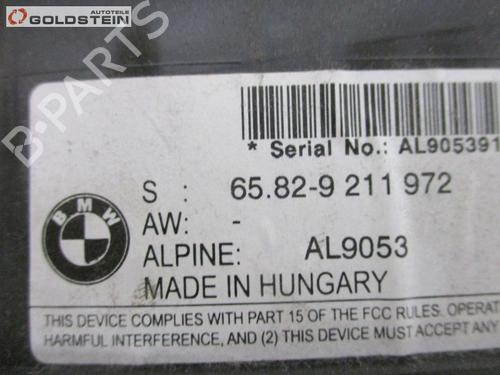 AUTOTEILE
GOLDSTEIN
B-PARTS
* Serial No.: AL905391
BMW
S : 65.82-9 211 972
AW: -
ALPINE: AL9053
MADE IN HUNGARY
THIS DEVICE COMPLIES WITH PART 15 OF THE FCC RULES. OPERAT
HARMFUL INTERFERENCE, AND (2) THIS DEVICE MUST ACCEPT ANY